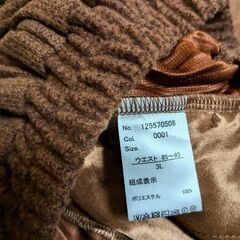 No. 125570508
Col. 0001
Size.
ウエスト 85～93
3L
組成表示
ポリエステル 100%